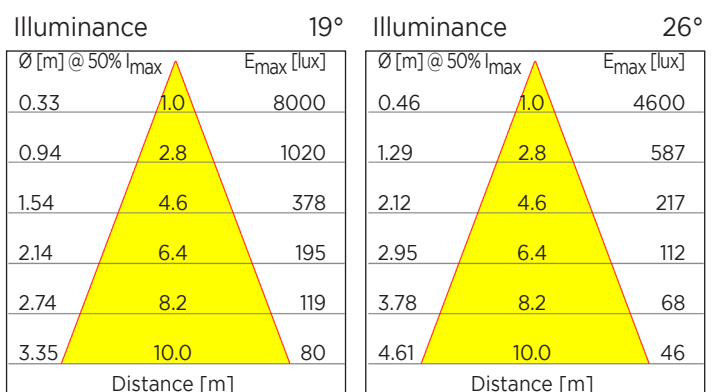 Illuminance 19°
Ø [m] @ 50% Imax Emax [lux]
0.33 1.0 8000
0.94 2.8 1020
1.54 4.6 378
2.14 6.4 195
2.74 8.2 119
3.35 10.0 80
Distance [m]
Illuminance 26°
Ø [m] @ 50% Imax Emax [lux]
0.46 1.0 4600
1.29 2.8 587
2.12 4.6 217
2.95 6.4 112
3.78 8.2 68
4.61 10.0 46
Distance [m]